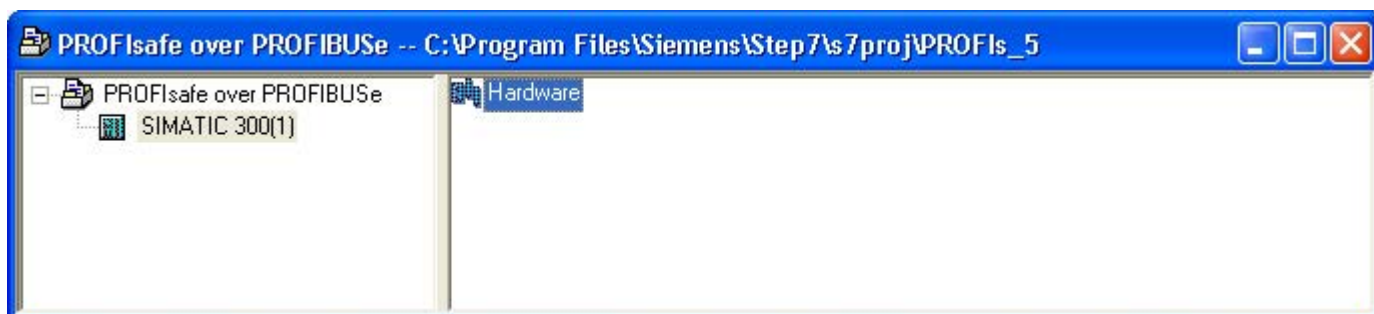 PROFIsafe over PROFIBUSe -- C:\Program Files\Siemens\Step7\s7proj\PROFIs_5
PROFIsafe over PROFIBUSe
Hardware
SIMATIC 300(1)